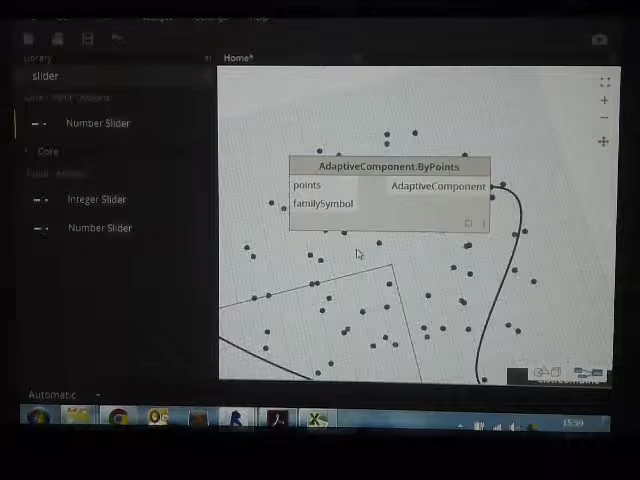 Library
Home*
slider
Number Slider
Core
Integer Slider
Number Slider
AdaptiveComponent.ByPoints
points
AdaptiveComponent
familySymbol
Automatic
15:59